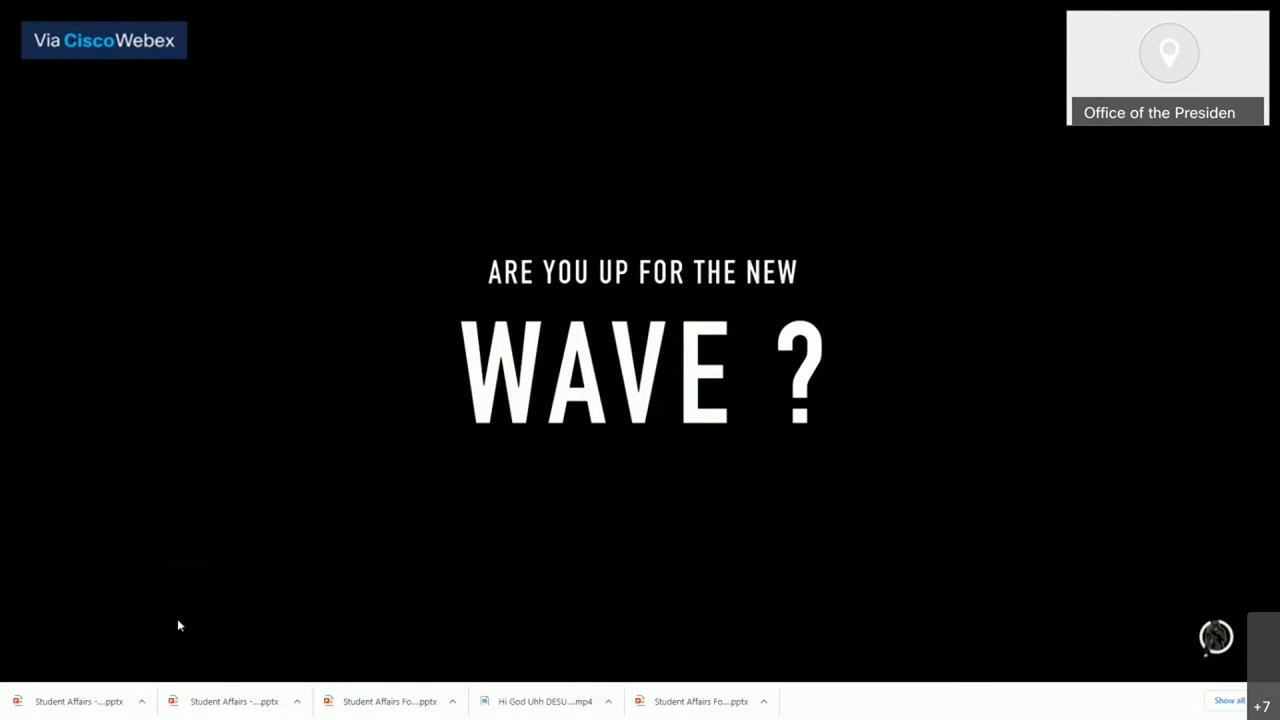 Via CiscoWebex
Office of the Presiden
ARE YOU UP FOR THE NEW
WAVE ?
Student Affairs -....pptx
Student Affairs -....pptx
Student Affairs Fo....pptx
Hi God Uhh DESU....mp4
Student Affairs Fo....pptx
Show all
+7